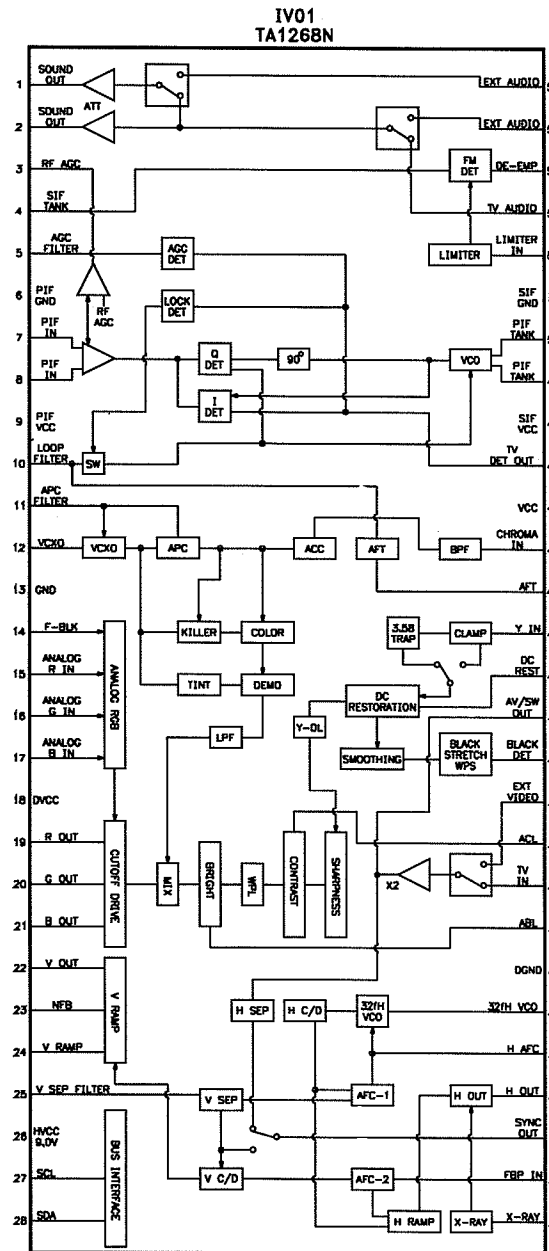 IV01
TA1268N
1 SOUND OUT
ATT
EXT AUDIO
2 SOUND OUT
EXT AUDIO
3 RF AGC
FM DET
DE-EMP
4 SIF TANK
TV AUDIO
5 AGC FILTER
AGC DET
LIMITER
LIMITER IN
6 PIF GND
RF AGC
LOCK DET
SIF GND
7 PIF IN
Q DET
90°
VCO
PIF TANK
8 PIF IN
I DET
PIF TANK
9 PIF VCC
SIF VCC
10 LOOP FILTER
SW
TV DET OUT
11 APC FILTER
VCC
12 VCXO
VCXO
APC
ACC
AFT
BPF
CHROMA IN
13 GND
AFT
14 F-BLK
KILLER
COLOR
3.58 TRAP
CLAMP
Y IN
15 ANALOG R IN
ANALOG RGB
TINT
DEMO
DC RESTORATION
DC REST
16 ANALOG G IN
LPF
Y-DL
AV/SW OUT
17 ANALOG B IN
SMOOTHING
BLACK STRETCH WPS
BLACK DET
18 DVCC
EXT VIDEO
19 R OUT
CUTOFF DRIVE
ACL
20 G OUT
MIX
BRIGHT
WPL
CONTRAST
SHARPNESS
X2
TV IN
21 B OUT
ABL
22 V OUT
V RAMP
DGND
23 NFB
H SEP
H C/D
32fH VCO
32fH VCO
24 V RAMP
H AFC
25 V SEP FILTER
V SEP
AFC-1
H OUT
H OUT
26 HVCC 9.0V
BUS INTERFACE
SYNC OUT
27 SCL
V C/D
AFC-2
FBP IN
28 SDA
H RAMP
X-RAY
X-RAY